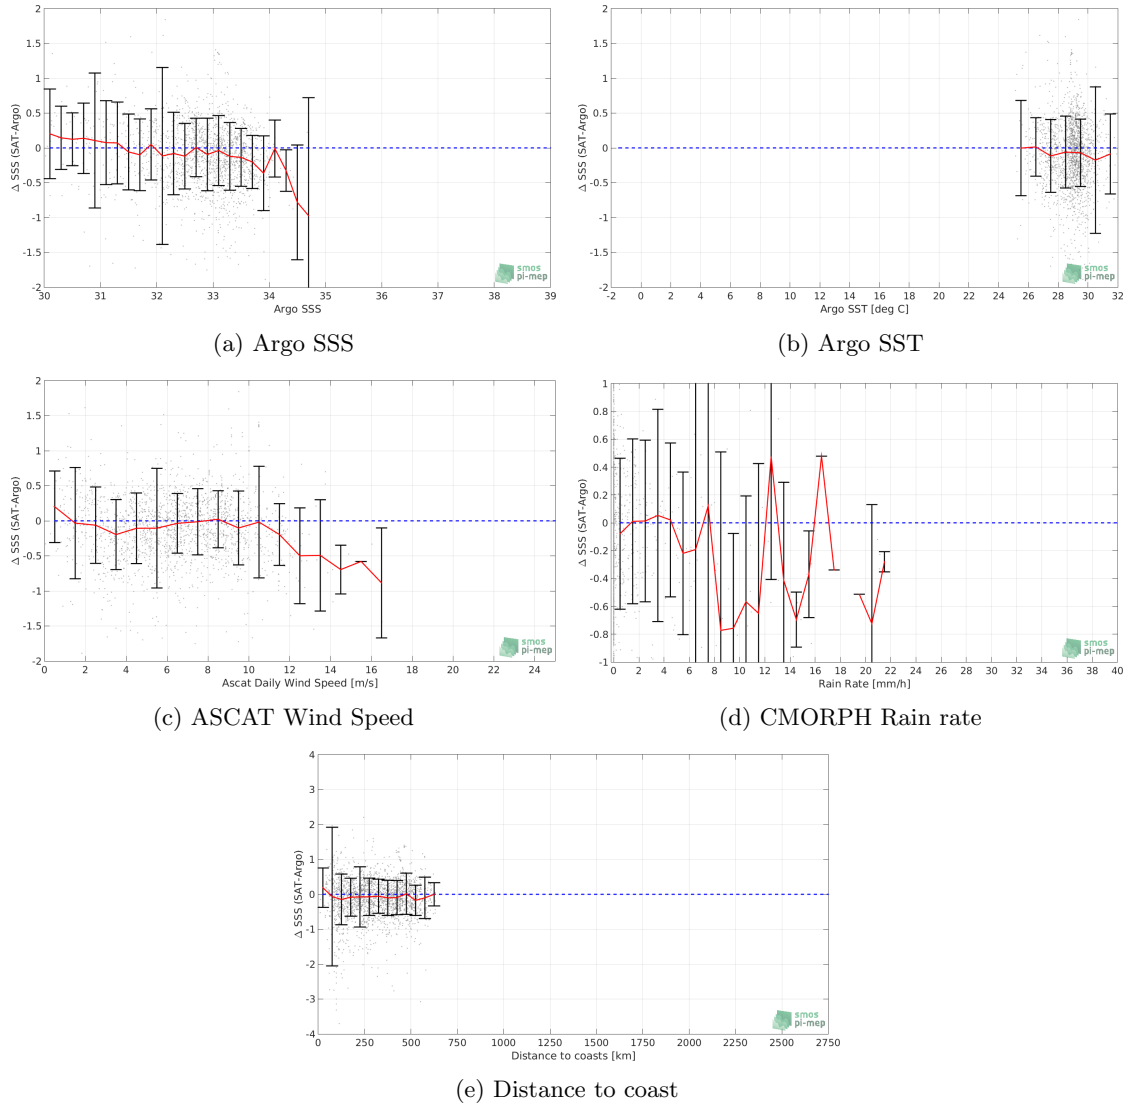 2
1.5
1
0.5
0
-0.5
-1
-1.5
-2
Δ SSS (SAT-Argo)
30 31 32 33 34 35 36 37 38 39
Argo SSS
smos
pi-mep
(a) Argo SSS
2
1.5
1
0.5
0
-0.5
-1
-1.5
-2
Δ SSS (SAT-Argo)
-2 0 2 4 6 8 10 12 14 16 18 20 22 24 26 28 30 32
Argo SST [deg C]
smos
pi-mep
(b) Argo SST
2
1.5
1
0.5
0
-0.5
-1
-1.5
-2
Δ SSS (SAT-Argo)
0 2 4 6 8 10 12 14 16 18 20 22 24
Ascat Daily Wind Speed [m/s]
smos
pi-mep
(c) ASCAT Wind Speed
1
0.8
0.6
0.4
0.2
0
-0.2
-0.4
-0.6
-0.8
-1
Δ SSS (SAT-Argo)
0 2 4 6 8 10 12 14 16 18 20 22 24 26 28 30 32 34 36 38 40
Rain Rate [mm/h]
smos
pi-mep
(d) CMORPH Rain rate
4
3
2
1
0
-1
-2
-3
-4
Δ SSS (SAT-Argo)
0 250 500 750 1000 1250 1500 1750 2000 2250 2500 2750
Distance to coasts [km]
smos
pi-mep
(e) Distance to coast